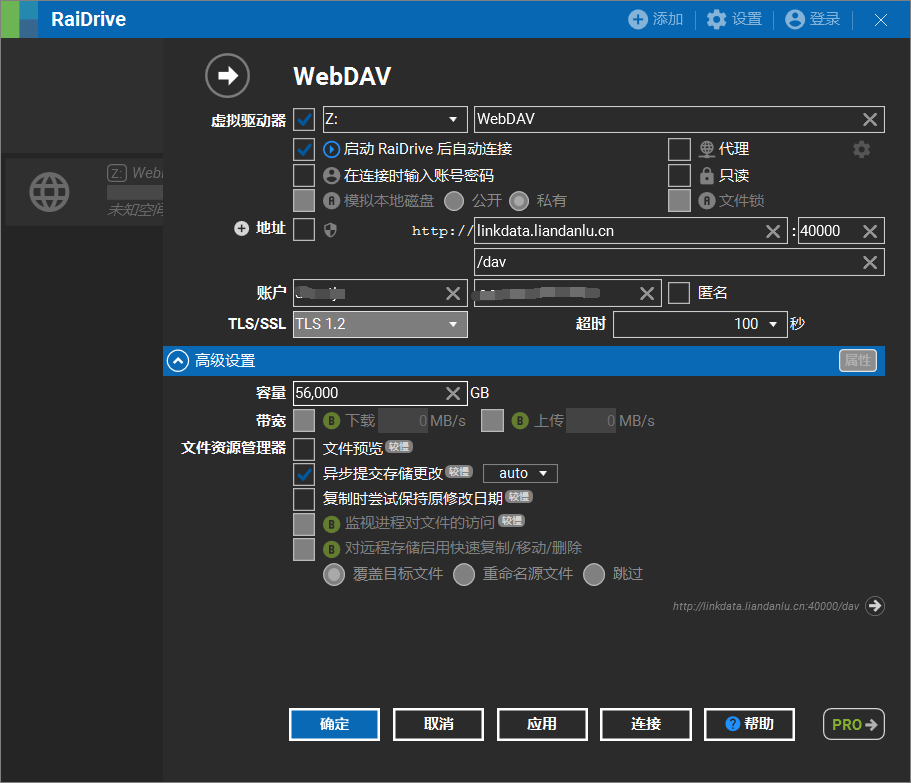 RaiDrive 添加 设置 登录
WebDAV
虚拟驱动器 Z: WebDAV
启动 RaiDrive 后自动连接 代理
在连接时输入账号密码 只读
A 模拟本地磁盘 公开 私有 A 文件锁
Z:
未知空间
地址 http:// linkdata.liandanlu.cn : 40000
/dav
账户 匿名
TLS/SSL TLS 1.2 超时 100 秒
高级设置 属性
容量 56,000 GB
带宽 B 下载 0 MB/s B 上传 0 MB/s
文件资源管理器 文件预览 较慢
异步提交存储更改 较慢 auto
复制时尝试保持原修改日期 较慢
B 监视进程对文件的访问 较慢
B 对远程存储启用快速复制/移动/删除
覆盖目标文件 重命名源文件 跳过
http://linkdata.liandanlu.cn:40000/dav
确定 取消 应用 连接 ? 帮助 PRO